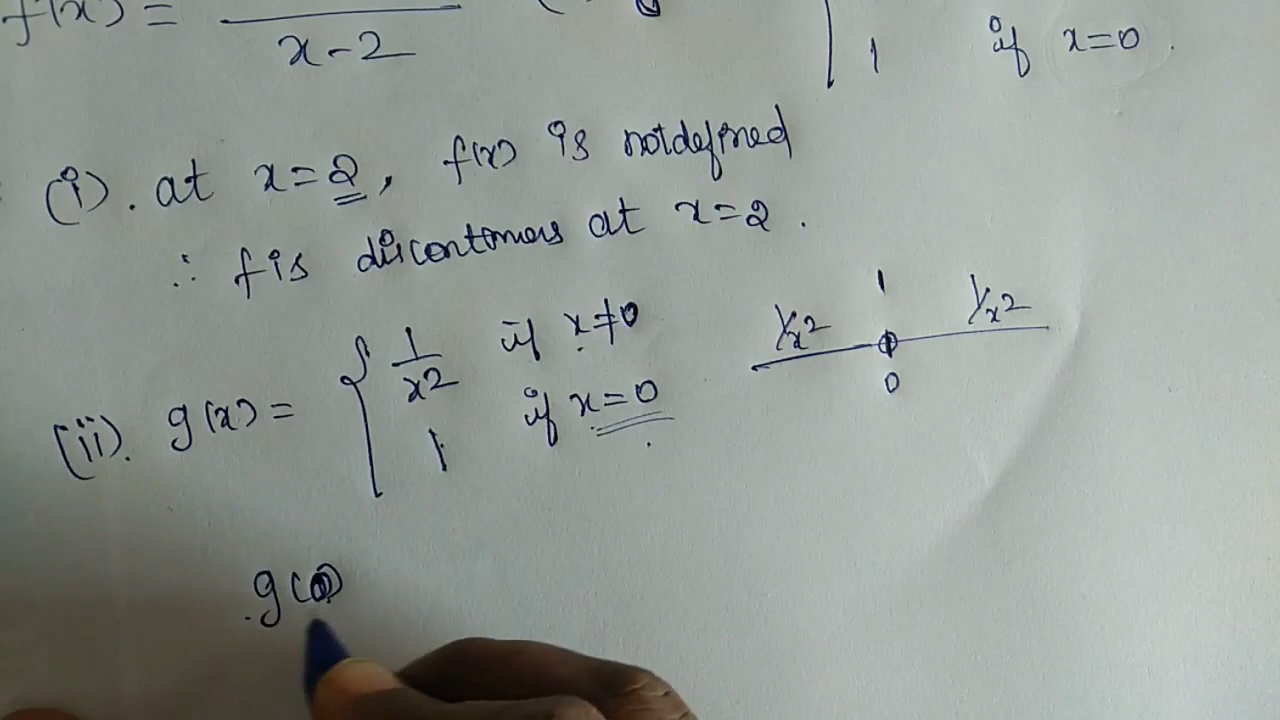 f(x) = 
x-2
1 if x=0.
(i). at x=2, f(x) is notdefined
∴ f is discontinuous at x=2.
(ii). g(x) = { 1/x2 if x≠0
1 if x=0.
1/x2 1 1/x2
0
g(0)